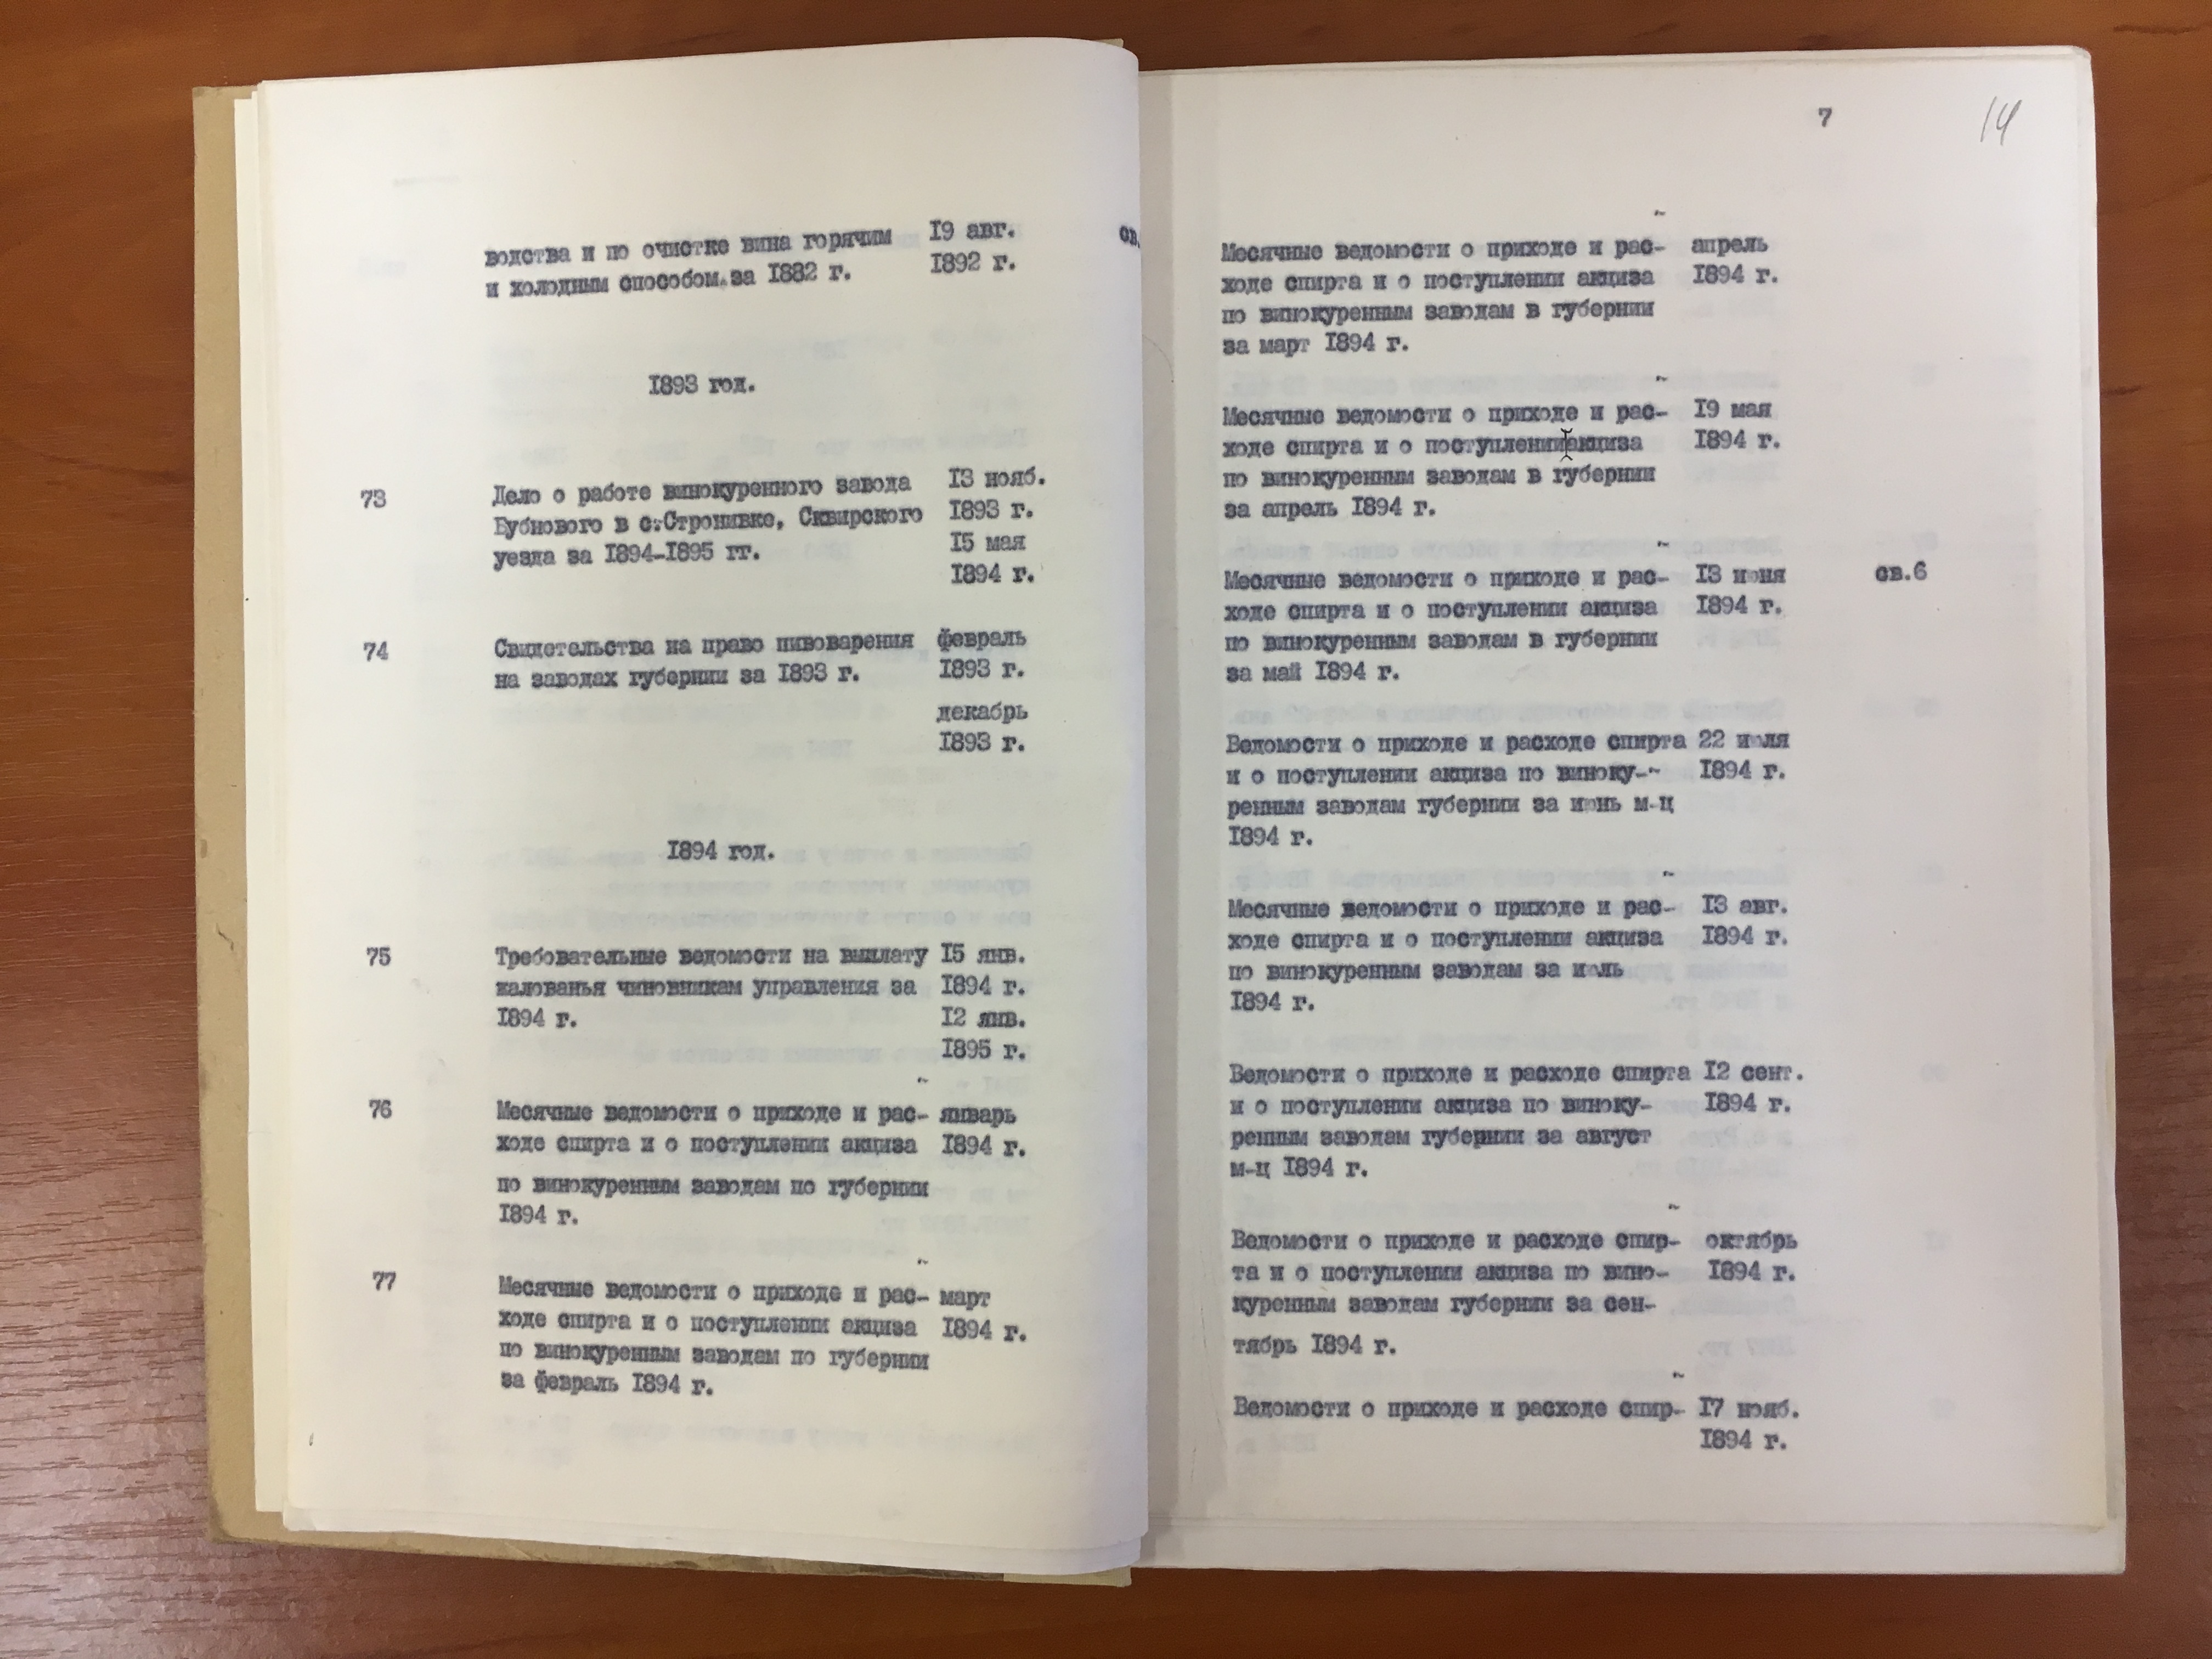 водства и по очистке вина горячим 19 авг. св.
и холодным способом за 1882 г. 1892 г.
1893 год.
73 Дело о работе винокуренного завода 13 нояб.
Бубнового в с.Стронивке, Сквирского 1893 г.
уезда за 1894-1895 гг. 15 мая
1894 г.
74 Свидетельства на право пивоварения февраль
на заводах губернии за 1893 г. 1893 г.
декабрь
1893 г.
1894 год.
75 Требовательные ведомости на выплату 15 янв.
жалованья чиновникам управления за 1894 г.
1894 г. 12 янв.
1895 г.
76 Месячные ведомости о приходе и рас- январь
ходе спирта и о поступлении акциза 1894 г.
по винокуренным заводам по губернии
1894 г.
77 Месячные ведомости о приходе и рас- март
ходе спирта и о поступлении акциза 1894 г.
по винокуренным заводам по губернии
за февраль 1894 г.
7 14
Месячные ведомости о приходе и рас- апрель
ходе спирта и о поступлении акциза 1894 г.
по винокуренным заводам в губернии
за март 1894 г.
Месячные ведомости о приходе и рас- 19 мая
ходе спирта и о поступлении акциза 1894 г.
по винокуренным заводам в губернии
за апрель 1894 г.
Месячные ведомости о приходе и рас- 13 июня св.6
ходе спирта и о поступлении акциза 1894 г.
по винокуренным заводам в губернии
за май 1894 г.
Ведомости о приходе и расходе спирта 22 июля
и о поступлении акциза по виноку- 1894 г.
ренным заводам губернии за июнь м-ц
1894 г.
Месячные ведомости о приходе и рас- 13 авг.
ходе спирта и о поступлении акциза 1894 г.
по винокуренным заводам за июль
1894 г.
Ведомости о приходе и расходе спирта 12 сент.
и о поступлении акциза по виноку- 1894 г.
ренным заводам губернии за август
м-ц 1894 г.
Ведомости о приходе и расходе спир- октябрь
та и о поступлении акциза по вино- 1894 г.
куренным заводам губернии за сен-
тябрь 1894 г.
Ведомости о приходе и расходе спир- 17 нояб.
1894 г.